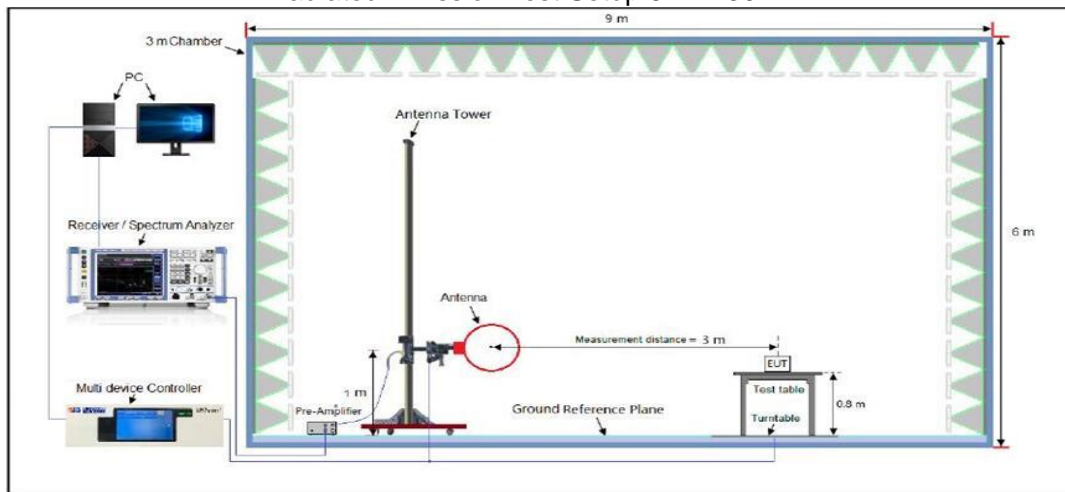 9 m
3 m Chamber
PC
Antenna Tower
Receiver / Spectrum Analyzer
6 m
Antenna
Measurement distance = 3 m
EUT
Multi device Controller
1 m
Test table
0.8 m
Pre-Amplifier
Ground Reference Plane
Turntable